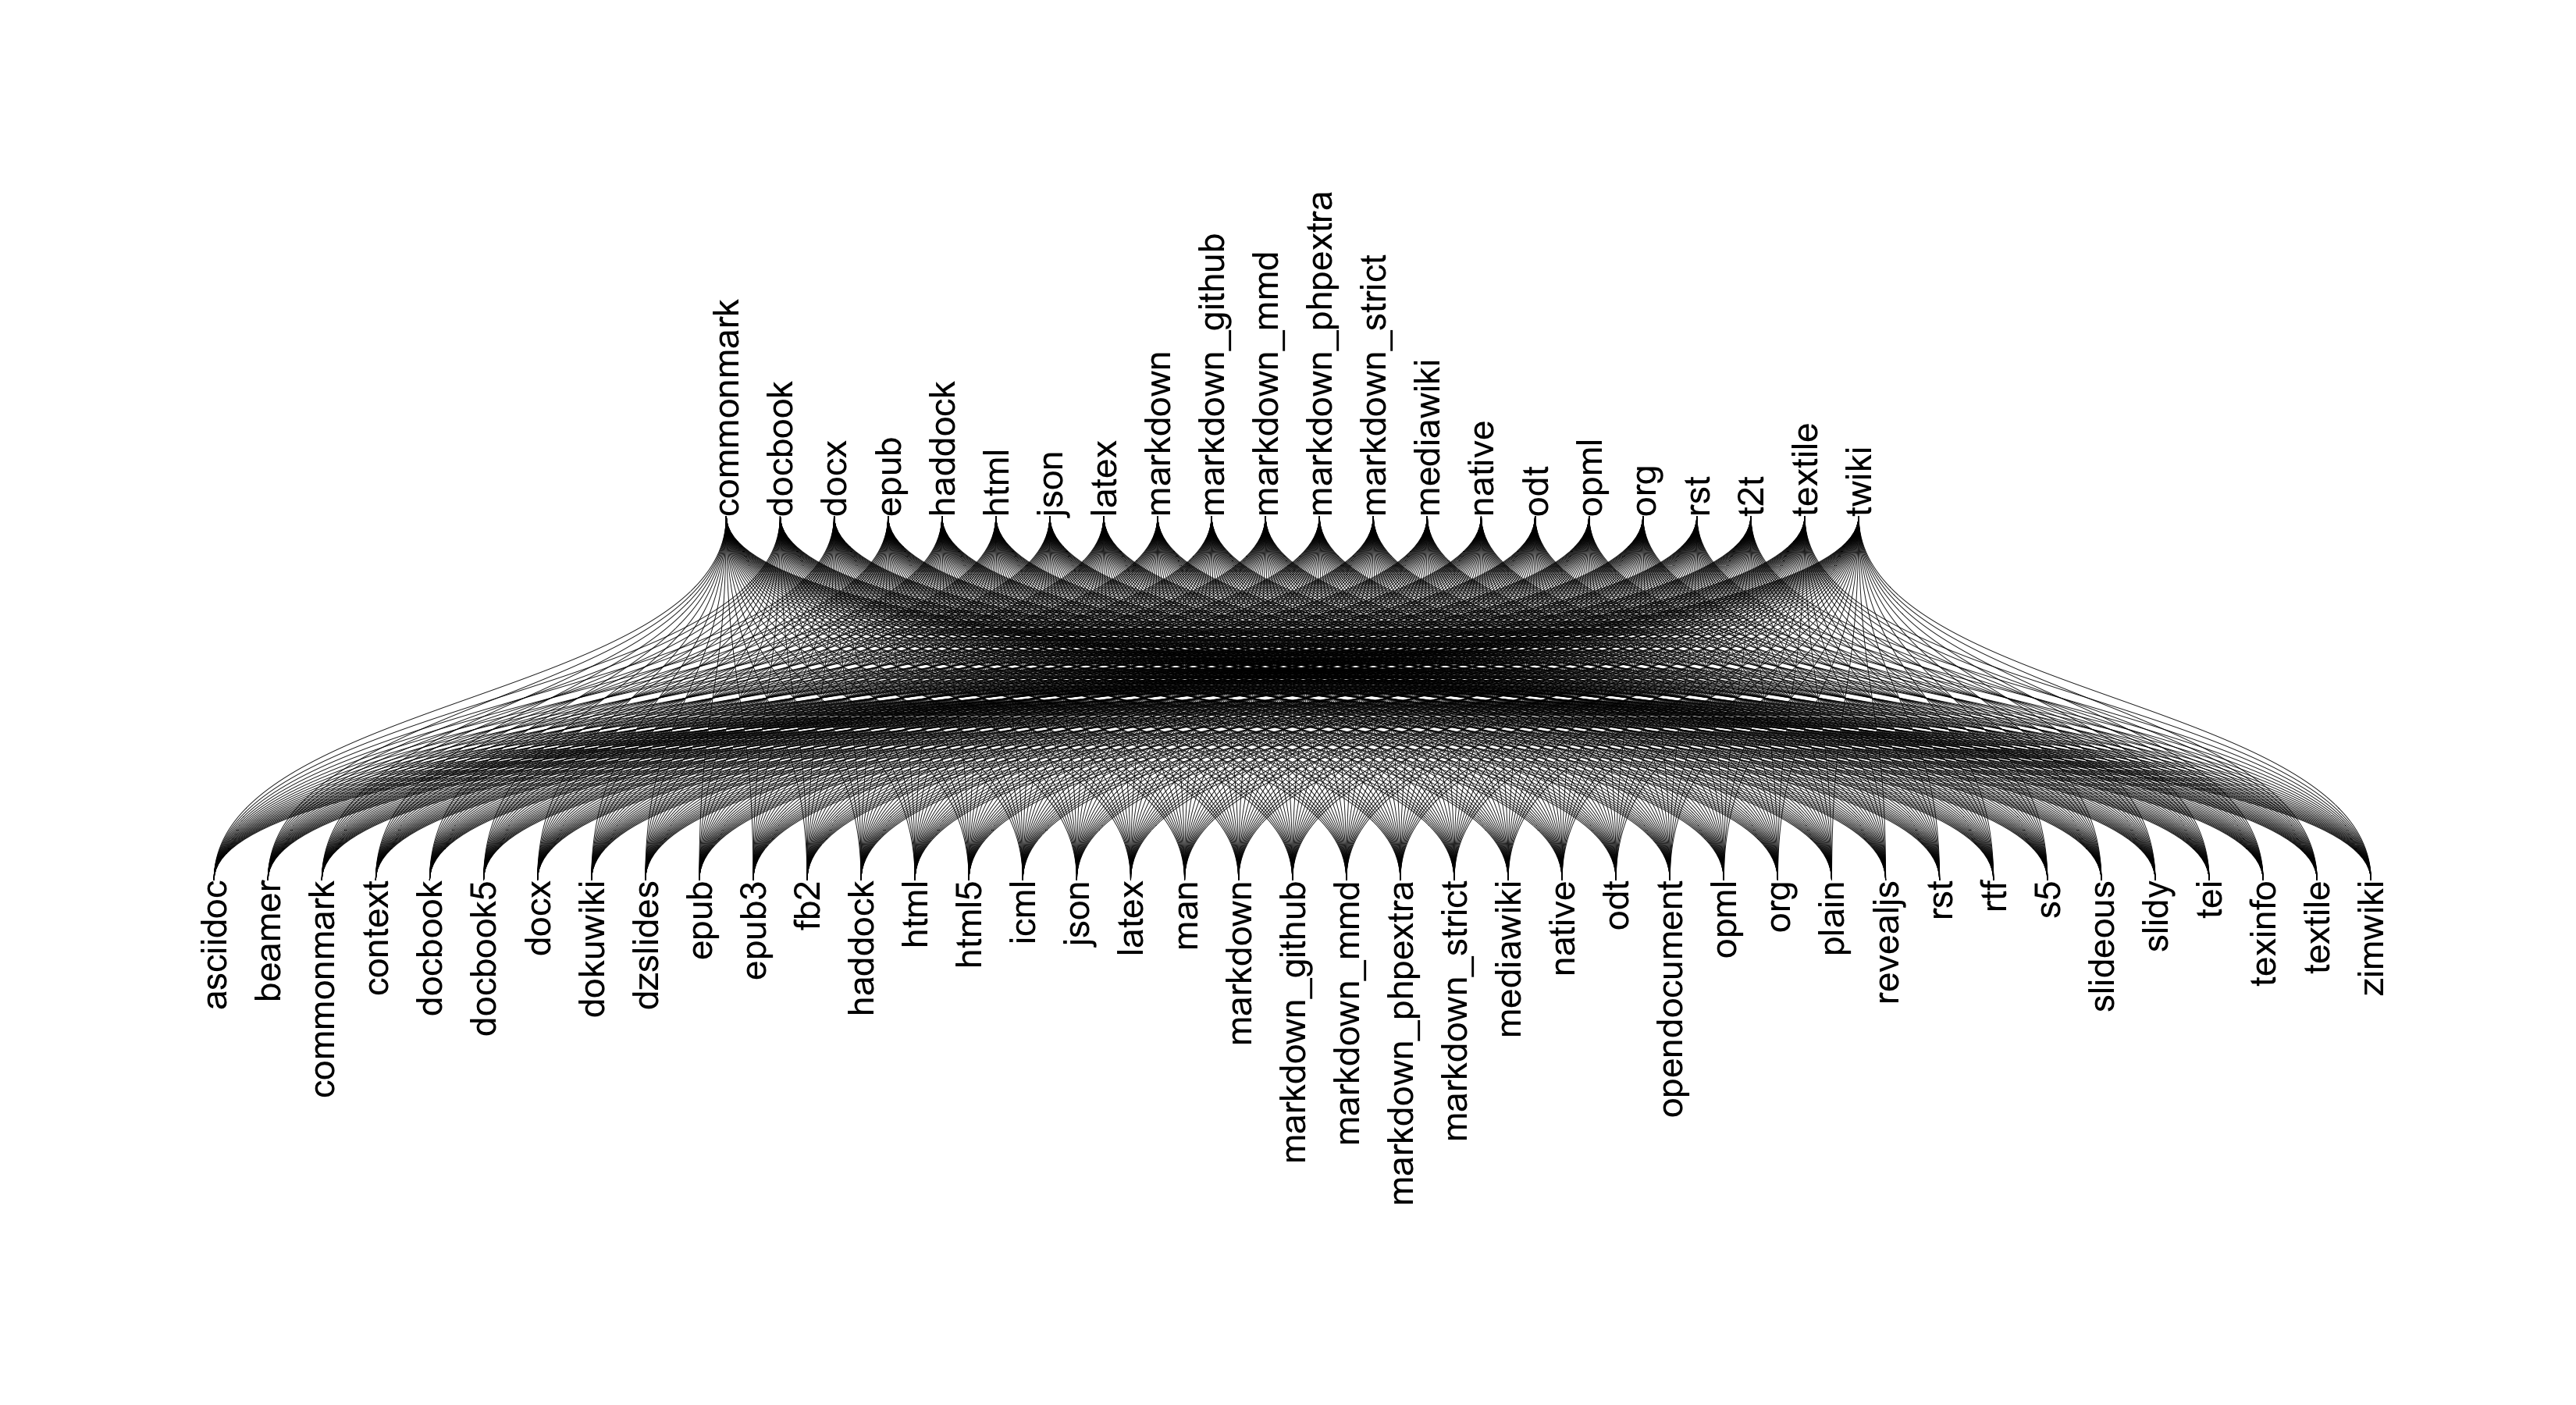 commonmark
docbook
docx
epub
haddock
html
json
latex
markdown
markdown_github
markdown_mmd
markdown_phpextra
markdown_strict
mediawiki
native
odt
opml
org
rst
t2t
textile
twiki
asciidoc
beamer
commonmark
context
docbook
docbook5
docx
dokuwiki
dzslides
epub
epub3
fb2
haddock
html
html5
icml
json
latex
man
markdown
markdown_github
markdown_mmd
markdown_phpextra
markdown_strict
mediawiki
native
odt
opendocument
opml
org
plain
revealjs
rst
rtf
s5
slideous
slidy
tei
texinfo
textile
zimwiki